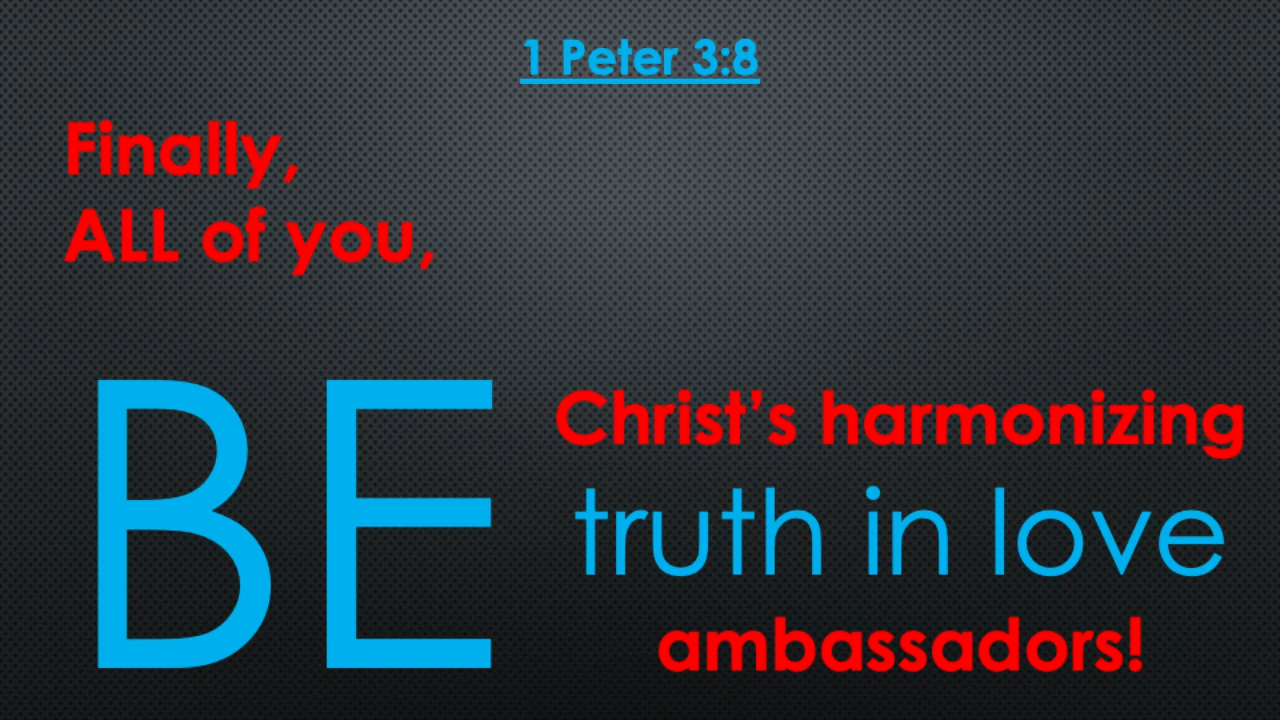 1 Peter 3:8
Finally,
ALL of you,
BE
Christ’s harmonizing
truth in love
ambassadors!